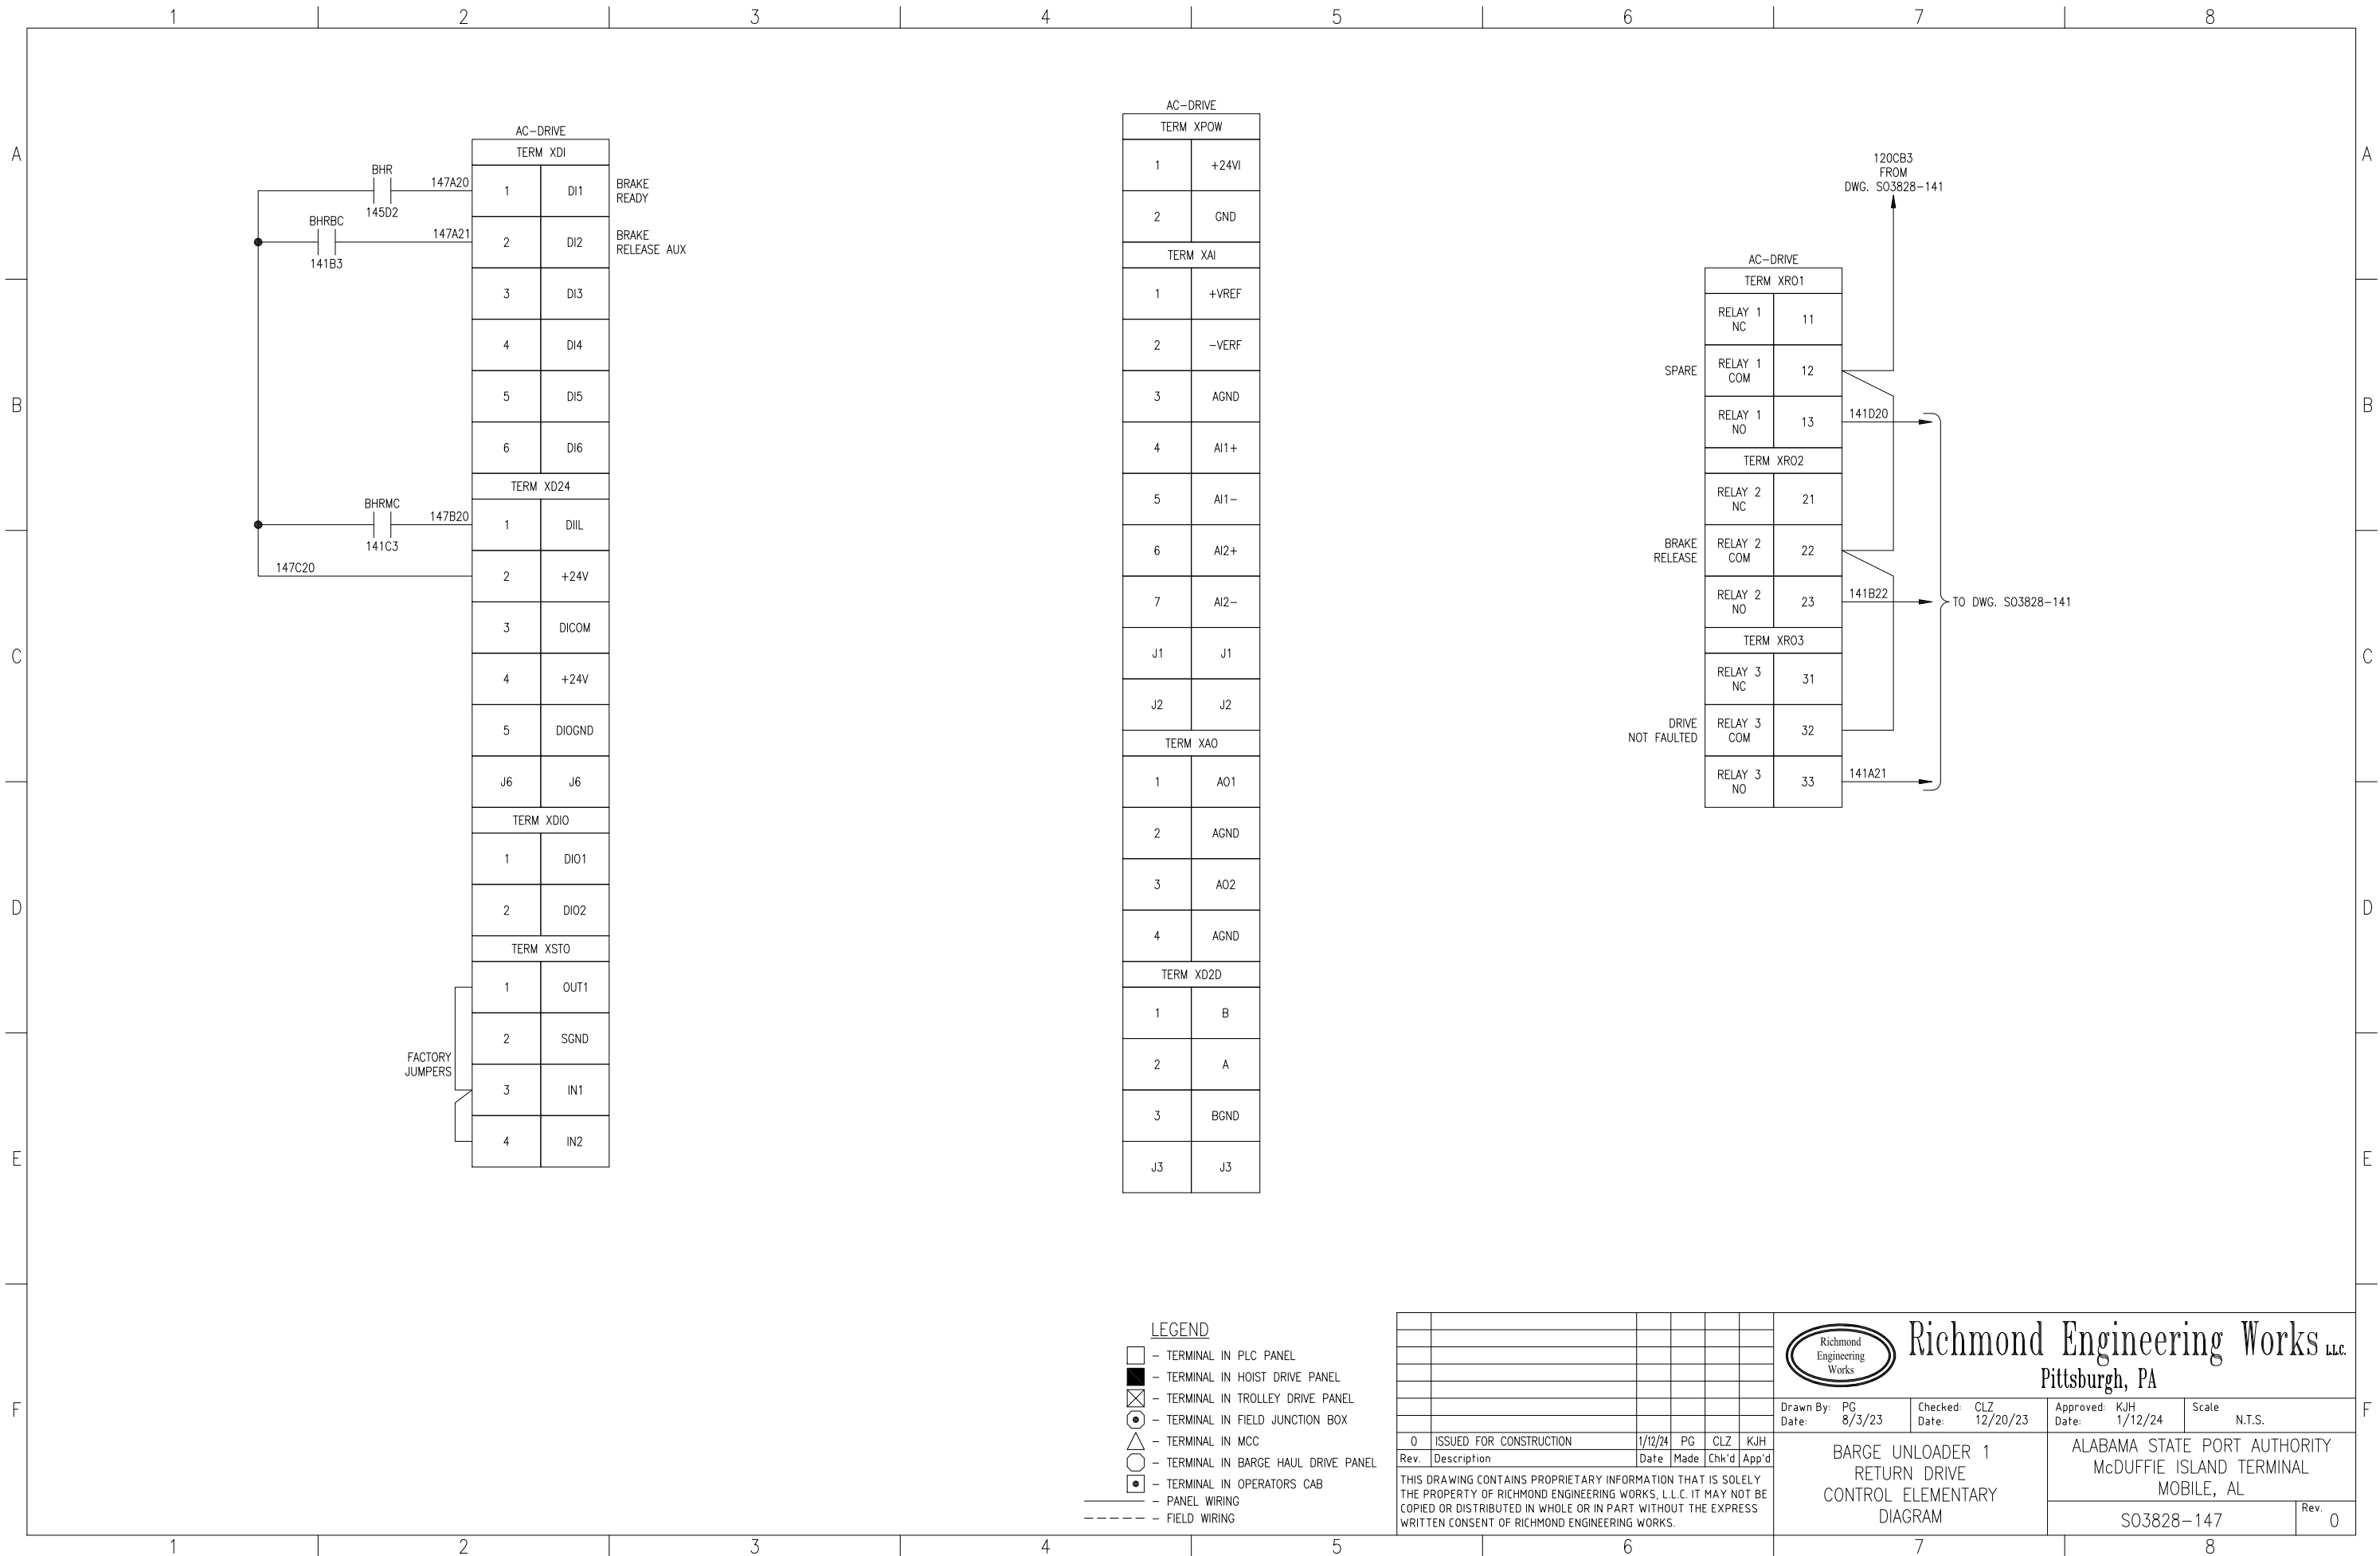 1 2 3 4 5 6 7 8
A
B
C
D
E
F
A
B
C
D
E
F
AC-DRIVE
TERM XDI
BHR
147A20
145D2
1 DI1
BRAKE
READY
BHRBC
147A21
141B3
2 DI2
BRAKE
RELEASE AUX
3 DI3
4 DI4
5 DI5
6 DI6
TERM XD24
BHRMC
147B20
141C3
1 DIIL
147C20
2 +24V
3 DICOM
4 +24V
5 DIOGND
J6 J6
TERM XDIO
1 DIO1
2 DIO2
TERM XSTO
1 OUT1
2 SGND
FACTORY
JUMPERS
3 IN1
4 IN2
AC-DRIVE
TERM XPOW
1 +24VI
2 GND
TERM XAI
1 +VREF
2 -VERF
3 AGND
4 AI1+
5 AI1-
6 AI2+
7 AI2-
J1 J1
J2 J2
TERM XAO
1 AO1
2 AGND
3 AO2
4 AGND
TERM XD2D
1 B
2 A
3 BGND
J3 J3
120CB3
FROM
DWG. SO3828-141
AC-DRIVE
TERM XRO1
RELAY 1
NC
11
SPARE
RELAY 1
COM
12
RELAY 1
NO
13
141D20
TERM XRO2
RELAY 2
NC
21
BRAKE
RELEASE
RELAY 2
COM
22
RELAY 2
NO
23
141B22
TO DWG. SO3828-141
TERM XRO3
RELAY 3
NC
31
DRIVE
NOT FAULTED
RELAY 3
COM
32
RELAY 3
NO
33
141A21
LEGEND
- TERMINAL IN PLC PANEL
- TERMINAL IN HOIST DRIVE PANEL
- TERMINAL IN TROLLEY DRIVE PANEL
- TERMINAL IN FIELD JUNCTION BOX
- TERMINAL IN MCC
- TERMINAL IN BARGE HAUL DRIVE PANEL
- TERMINAL IN OPERATORS CAB
- PANEL WIRING
- FIELD WIRING
0 ISSUED FOR CONSTRUCTION 1/12/24 PG CLZ KJH
Rev. Description Date Made Chk'd App'd
THIS DRAWING CONTAINS PROPRIETARY INFORMATION THAT IS SOLELY
THE PROPERTY OF RICHMOND ENGINEERING WORKS, L.L.C. IT MAY NOT BE
COPIED OR DISTRIBUTED IN WHOLE OR IN PART WITHOUT THE EXPRESS
WRITTEN CONSENT OF RICHMOND ENGINEERING WORKS.
Richmond
Engineering
Works
Richmond Engineering Works L.L.C.
Pittsburgh, PA
Drawn By: PG
Date: 8/3/23
Checked: CLZ
Date: 12/20/23
Approved: KJH
Date: 1/12/24
Scale
N.T.S.
BARGE UNLOADER 1
RETURN DRIVE
CONTROL ELEMENTARY
DIAGRAM
ALABAMA STATE PORT AUTHORITY
McDUFFIE ISLAND TERMINAL
MOBILE, AL
SO3828-147
Rev.
0
1 2 3 4 5 6 7 8